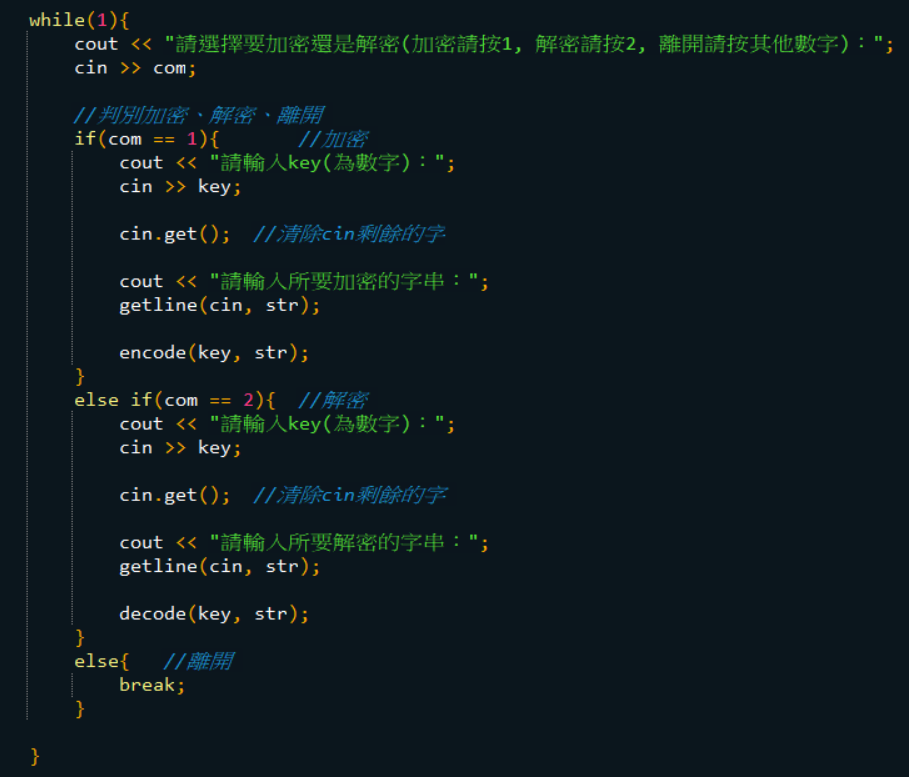 while(1){
cout << "請選擇要加密還是解密(加密請按1, 解密請按2, 離開請按其他數字)：";
cin >> com;
//判別加密、解密、離開
if(com == 1){ //加密
cout << "請輸入key(為數字)：";
cin >> key;
cin.get(); //清除cin剩餘的字
cout << "請輸入所要加密的字串：";
getline(cin, str);
encode(key, str);
}
else if(com == 2){ //解密
cout << "請輸入key(為數字)：";
cin >> key;
cin.get(); //清除cin剩餘的字
cout << "請輸入所要解密的字串：";
getline(cin, str);
decode(key, str);
}
else{ //離開
break;
}
}